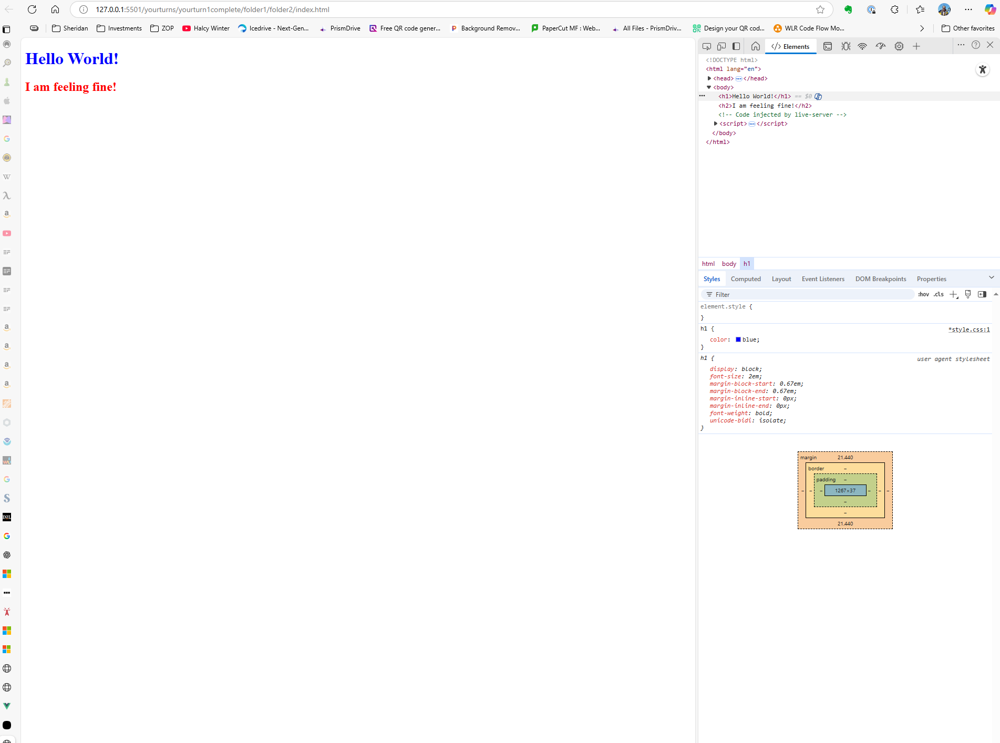 127.0.0.1:5501/yourturns/yourturn1complete/folder1/folder2/index.html
Sheridan Investments ZOP Halcy Winter Icedrive - Next-Gen... PrismDrive Free QR code gener... Background Remov... PaperCut MF : Web... All Files - PrismDriv... Design your QR cod... WLR Code Flow Mo... Other favorites
Hello World!
I am feeling fine!
</> Elements
<!DOCTYPE html>
<html lang="en">
<head> ··· </head>
<body>
··· <h1>Hello World!</h1> == $0
<h2>I am feeling fine!</h2>
<!-- Code injected by live-server -->
<script> ··· </script>
</body>
</html>
html body h1
Styles Computed Layout Event Listeners DOM Breakpoints Properties
Filter :hov .cls
element.style {
}
h1 { *style.css:1
color: blue;
}
h1 { user agent stylesheet
display: block;
font-size: 2em;
margin-block-start: 0.67em;
margin-block-end: 0.67em;
margin-inline-start: 0px;
margin-inline-end: 0px;
font-weight: bold;
unicode-bidi: isolate;
}
margin 21.440
border –
padding –
– – – 1267×37 – – –
–
–
21.440
D2L